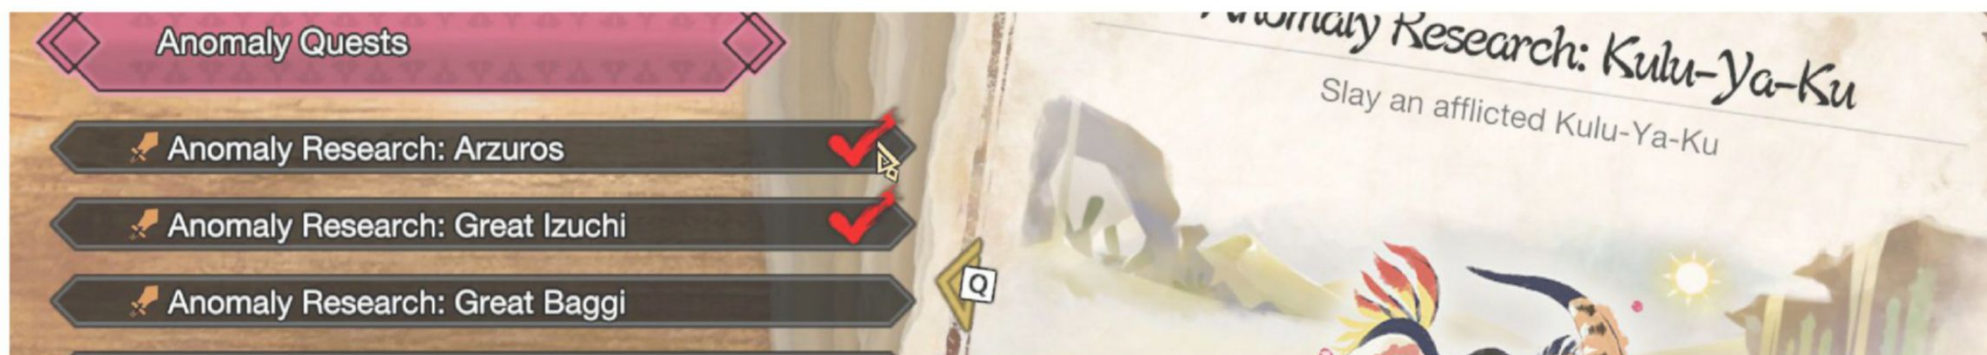 Anomaly Quests
Anomaly Research: Arzuros
Anomaly Research: Great Izuchi
Anomaly Research: Great Baggi
Anomaly Research: Kulu-Ya-Ku
Slay an afflicted Kulu-Ya-Ku
Q